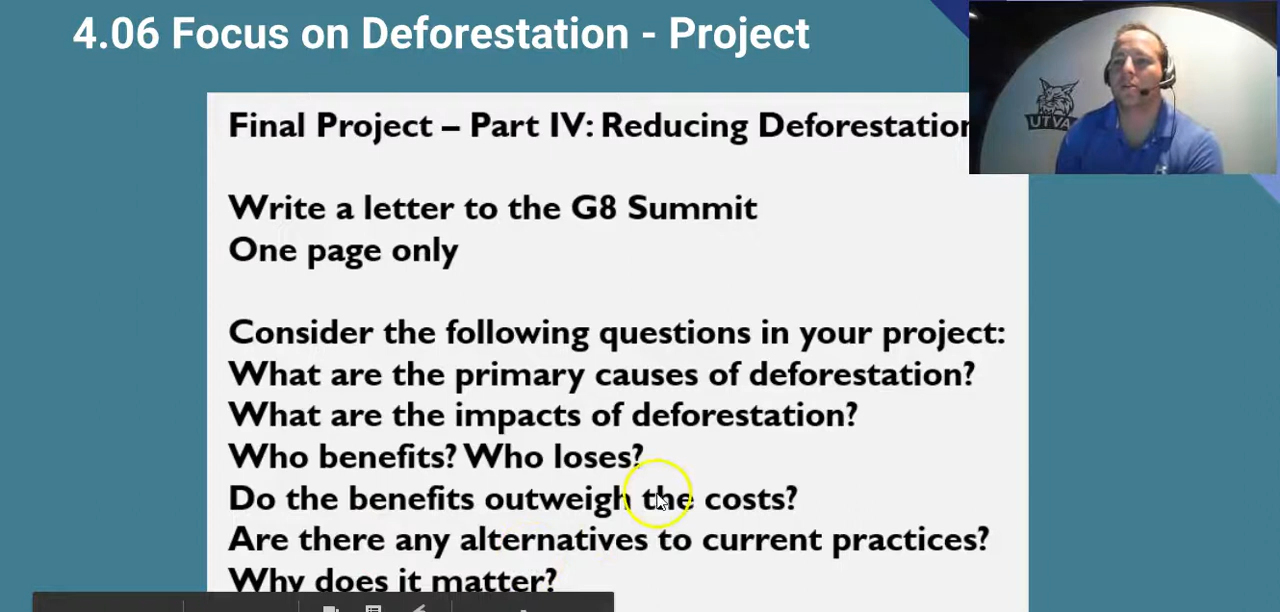 4.06 Focus on Deforestation - Project
Final Project – Part IV: Reducing Deforestation
UTVA
Write a letter to the G8 Summit
One page only
Consider the following questions in your project:
What are the primary causes of deforestation?
What are the impacts of deforestation?
Who benefits? Who loses?
Do the benefits outweigh the costs?
Are there any alternatives to current practices?
Why does it matter?